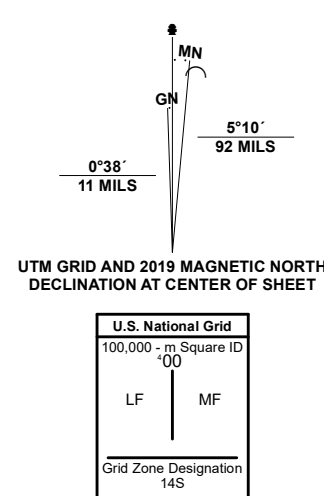 MN
GN
5°10´
92 MILS
0°38´
11 MILS
UTM GRID AND 2019 MAGNETIC NORTH
DECLINATION AT CENTER OF SHEET
U.S. National Grid
100,000 - m Square ID
⁴00
LF MF
Grid Zone Designation
14S